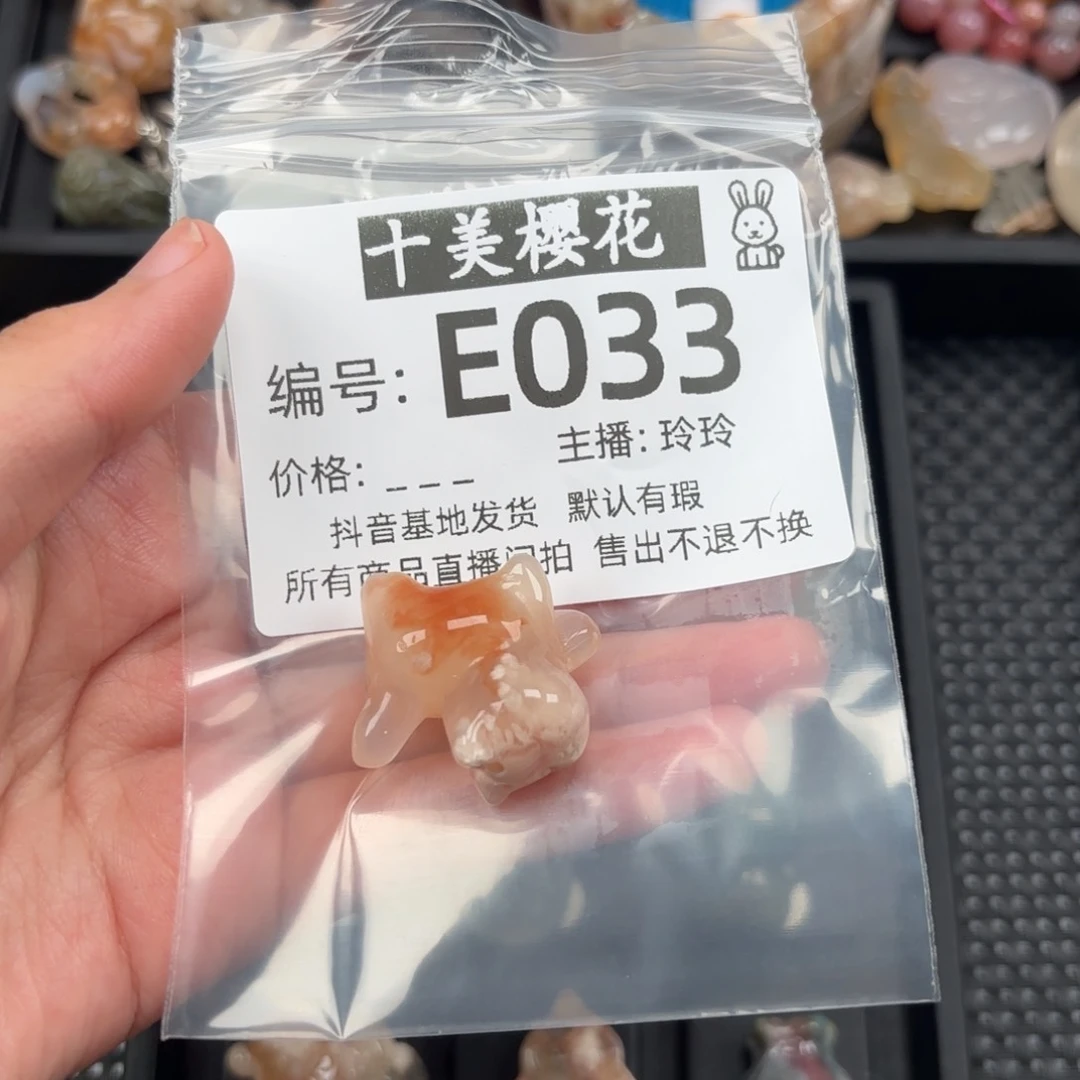 十美樱花
编号: E033
价格: _ _ _ 主播: 玲玲
抖音基地发货 默认有瑕
所有商品直播间拍 售出不退不换